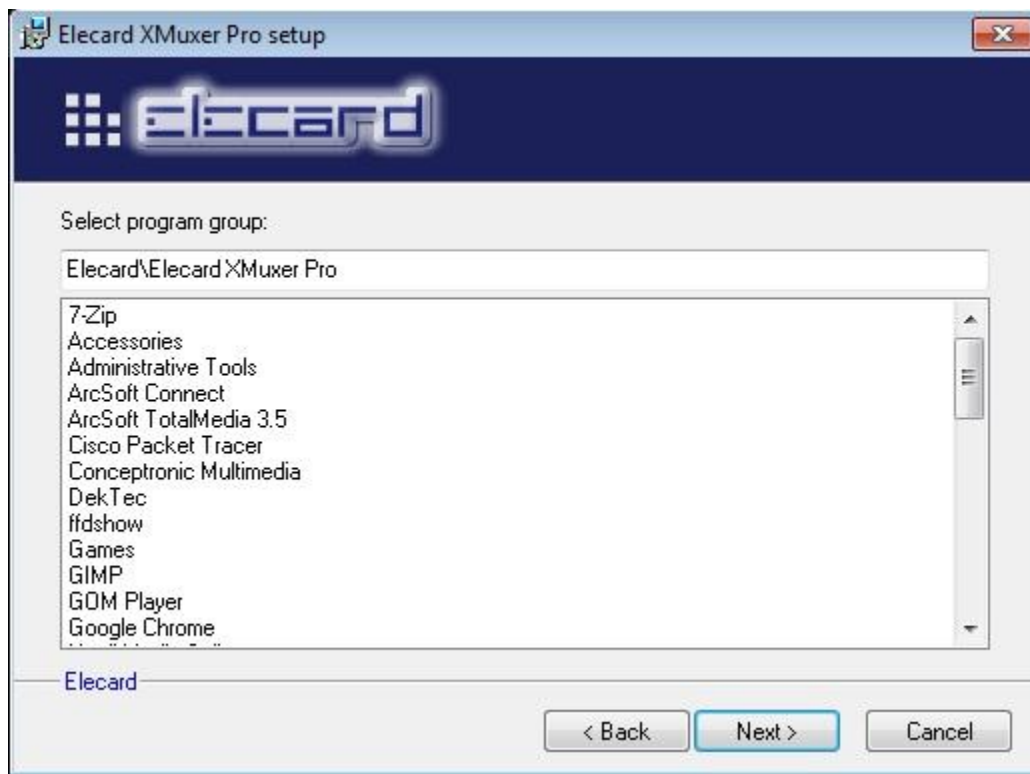 Elecard XMuxer Pro setup
elecard
Select program group:
Elecard\Elecard XMuxer Pro
7-Zip
Accessories
Administrative Tools
ArcSoft Connect
ArcSoft TotalMedia 3.5
Cisco Packet Tracer
Conceptronic Multimedia
DekTec
ffdshow
Games
GIMP
GOM Player
Google Chrome
Elecard
< Back
Next >
Cancel